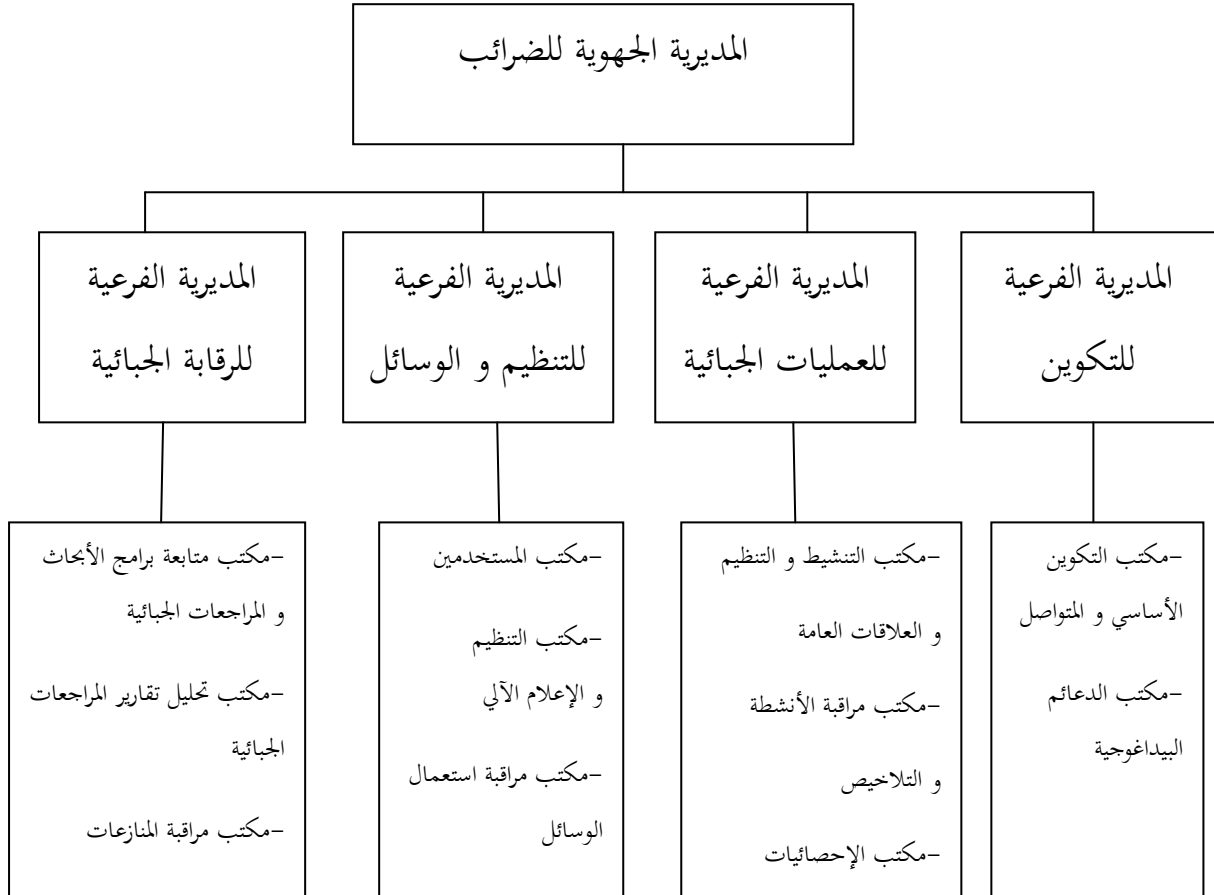 المديرية الجهوية للضرائب
المديرية الفرعية
للتكوين
المديرية الفرعية
للعمليات الجبائية
المديرية الفرعية
للتنظيم و الوسائل
المديرية الفرعية
للرقابة الجبائية
-مكتب التكوين
الأساسي و المتواصل
-مكتب الدعائم
البيداغوجية
-مكتب التنشيط و التنظيم
و العلاقات العامة
-مكتب مراقبة الأنشطة
و التلاخيص
-مكتب الإحصائيات
-مكتب المستخدمين
-مكتب التنظيم
و الإعلام الآلي
-مكتب مراقبة استعمال
الوسائل
-مكتب متابعة برامج الأبحاث
و المراجعات الجبائية
-مكتب تحليل تقارير المراجعات
الجبائية
-مكتب مراقبة المنازعات